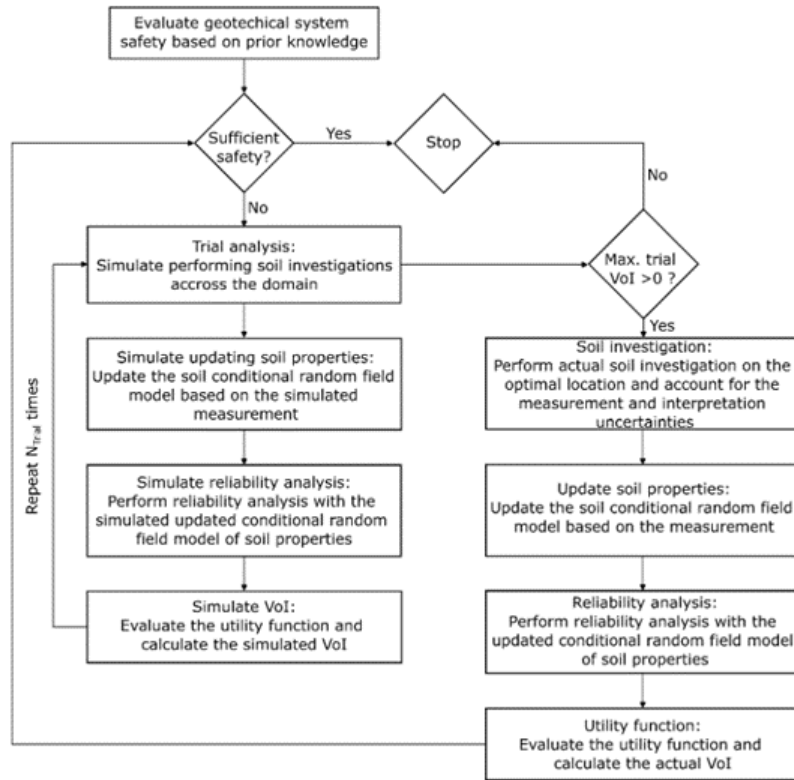 Evaluate geotechical system
safety based on prior knowledge
Sufficient
safety?
Yes
Stop
No
No
Trial analysis:
Simulate performing soil investigations
accross the domain
Max. trial
VoI >0 ?
Yes
Simulate updating soil properties:
Update the soil conditional random field
model based on the simulated
measurement
Simulate reliability analysis:
Perform reliability analysis with the
simulated updated conditional random
field model of soil properties
Simulate VoI:
Evaluate the utility function and
calculate the simulated VoI
Repeat N_Trial times
Soil investigation:
Perform actual soil investigation on the
optimal location and account for the
measurement and interpretation
uncertainties
Update soil properties:
Update the soil conditional random field
model based on the measurement
Reliability analysis:
Perform reliability analysis with the
updated conditional random field model
of soil properties
Utility function:
Evaluate the utility function and
calculate the actual VoI